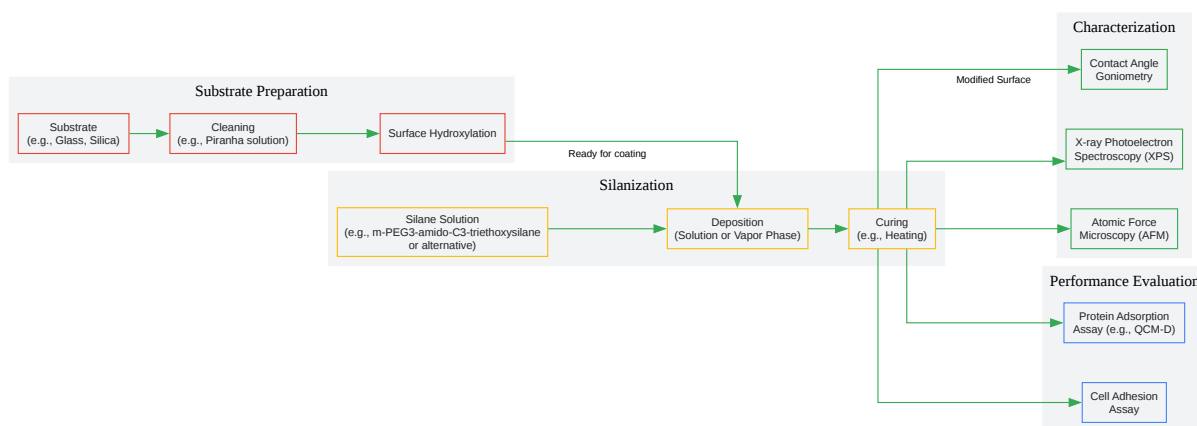 Characterization
Contact Angle
Goniometry
Modified Surface
Substrate Preparation
Substrate
(e.g., Glass, Silica)
Cleaning
(e.g., Piranha solution)
Surface Hydroxylation
Ready for coating
X-ray Photoelectron
Spectroscopy (XPS)
Silanization
Silane Solution
(e.g., m-PEG3-amido-C3-triethoxysilane
or alternative)
Deposition
(Solution or Vapor Phase)
Curing
(e.g., Heating)
Atomic Force
Microscopy (AFM)
Performance Evaluation
Protein Adsorption
Assay (e.g., QCM-D)
Cell Adhesion
Assay